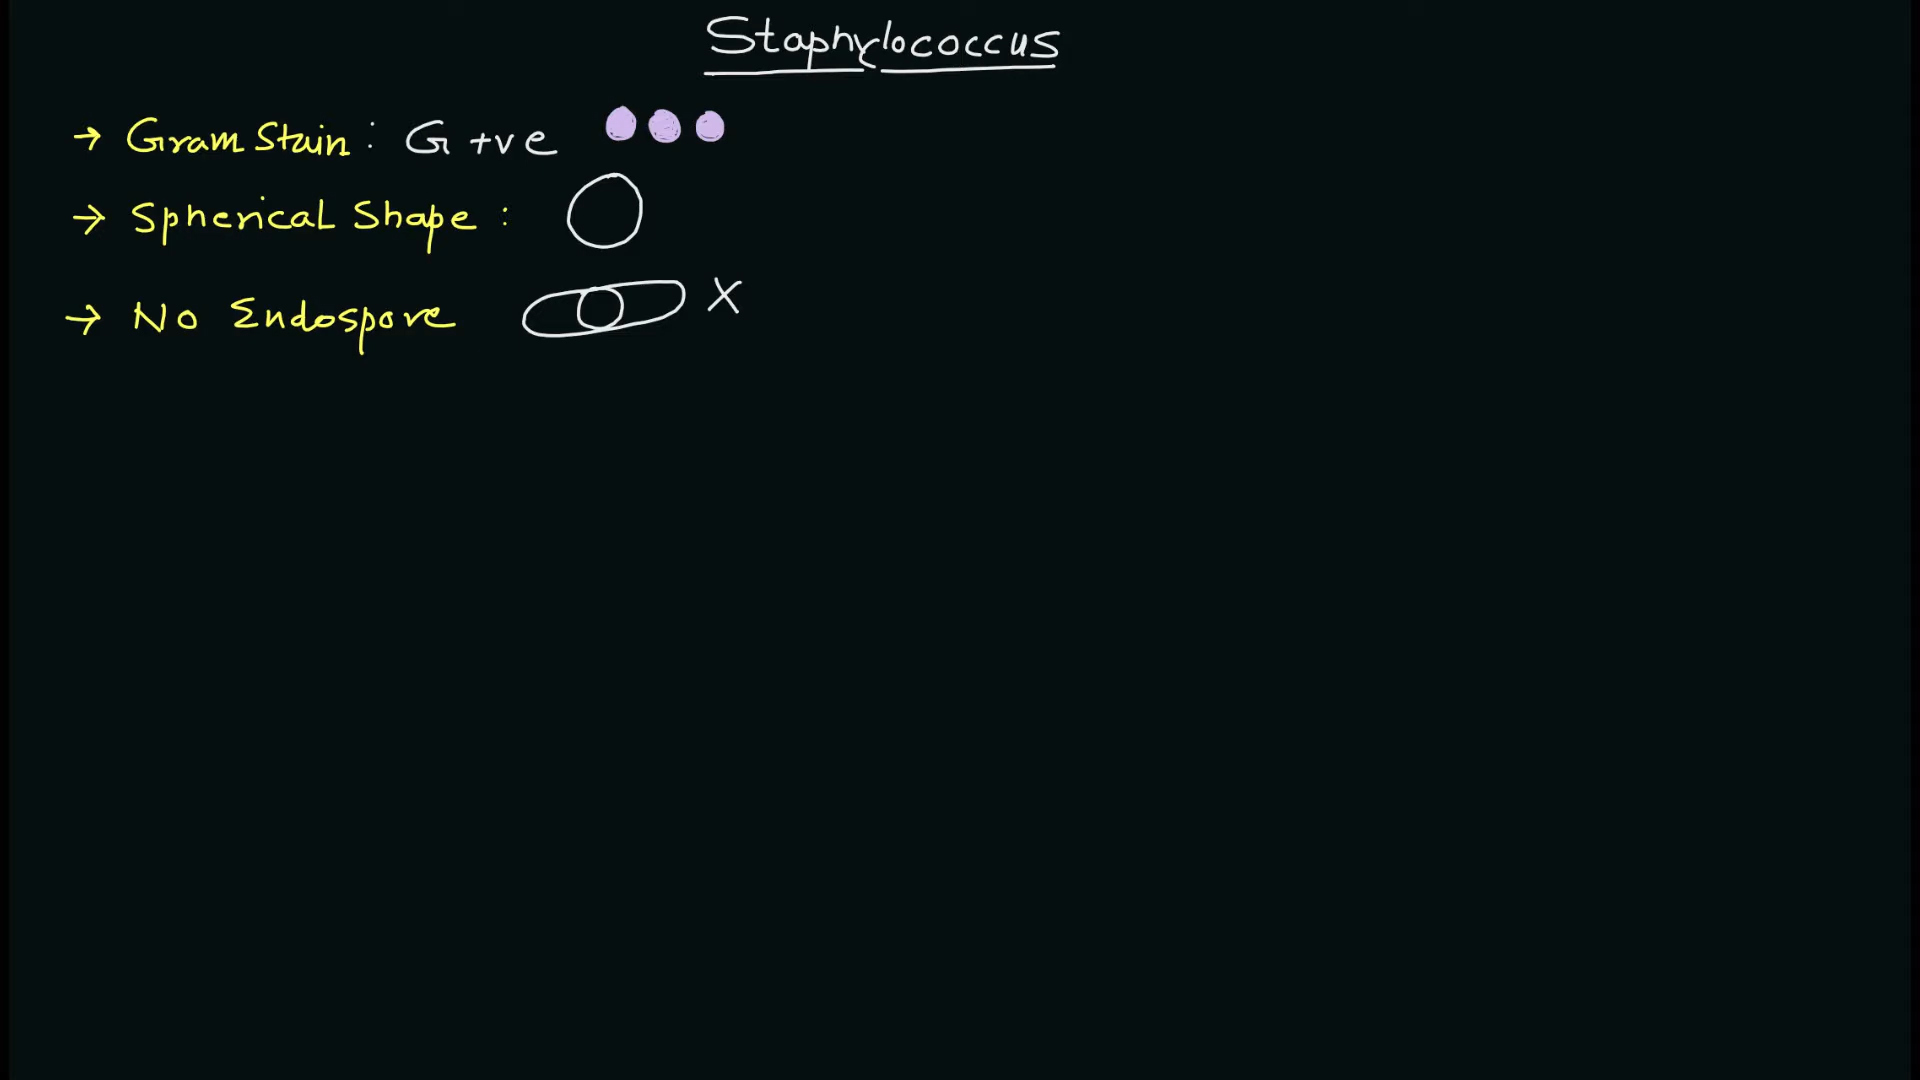 Staphylococcus
→ Gram Stain : G +ve
→ Spherical Shape :
→ No Endospore X